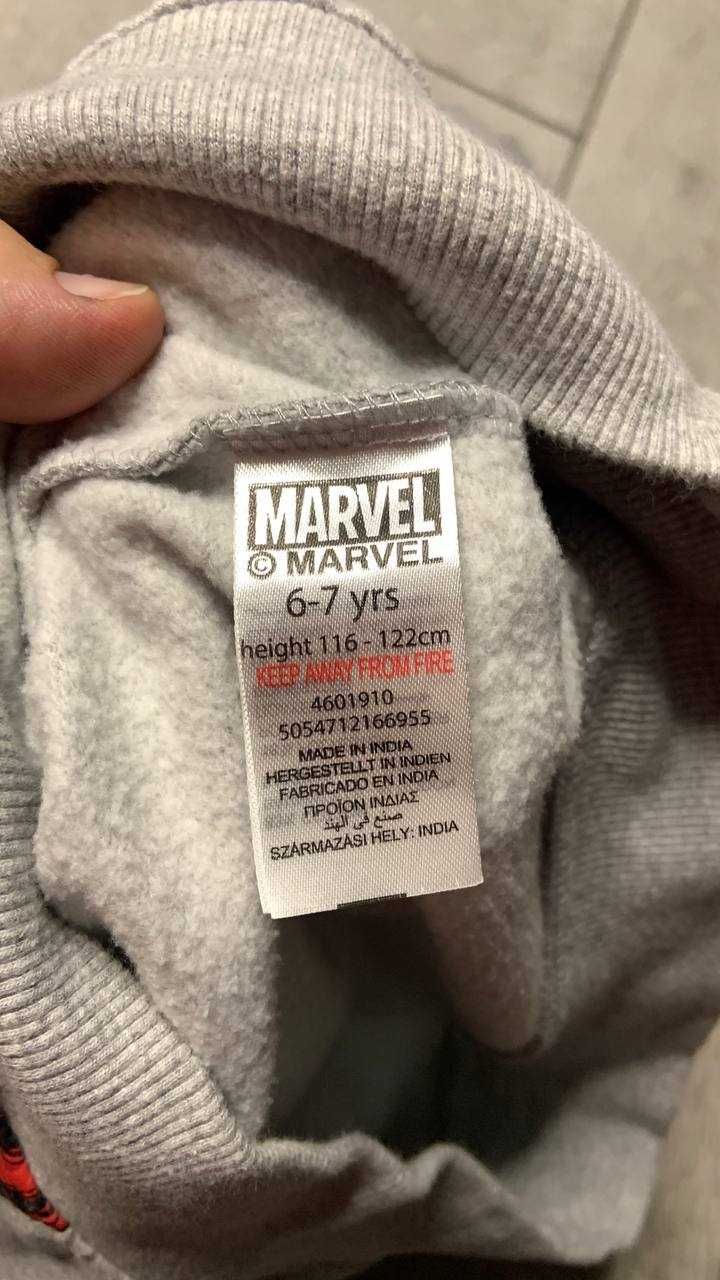 MARVEL
© MARVEL
6-7 yrs
height 116 - 122cm
KEEP AWAY FROM FIRE
4601910
5054712166955
MADE IN INDIA
HERGESTELLT IN INDIEN
FABRICADO EN INDIA
ΠΡΟΪΟΝ ΙΝΔΙΑΣ
صنع في الهند
SZÁRMAZÁSI HELY: INDIA